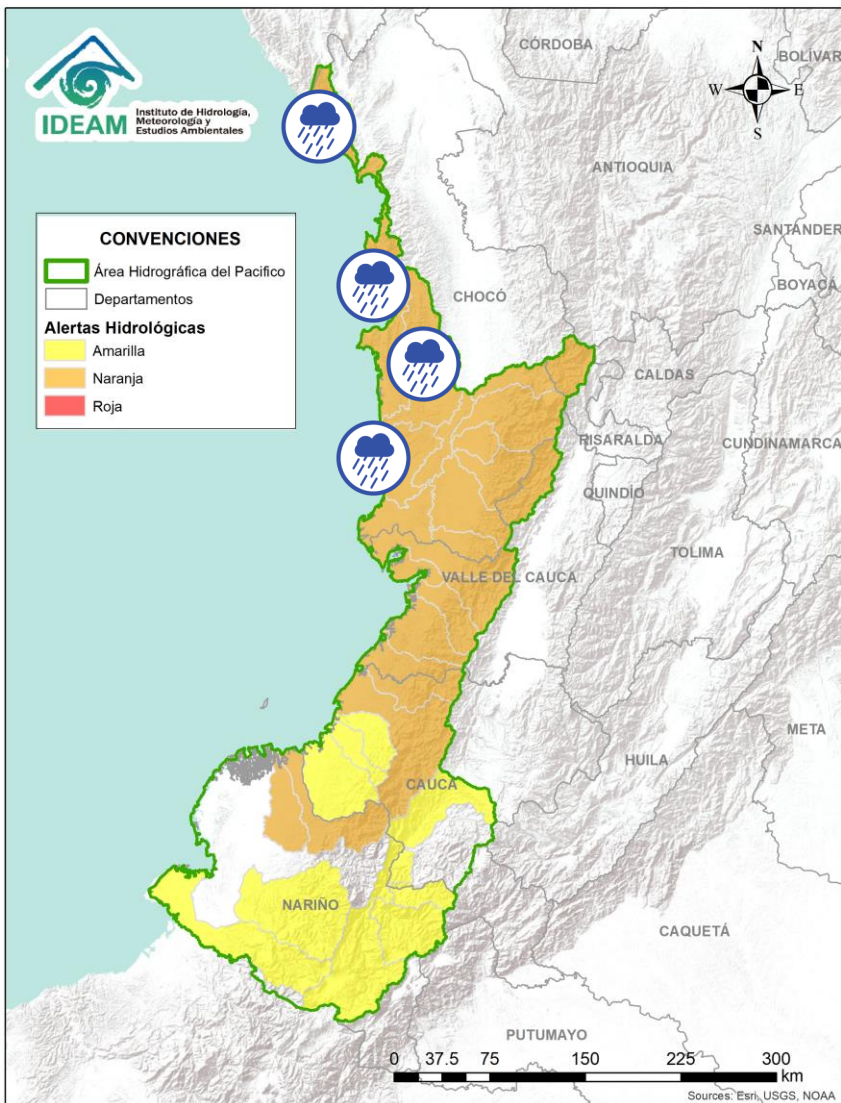 IDEAM
Instituto de Hidrología,
Meteorología y
Estudios Ambientales
N
W E
S
CÓRDOBA
BOLÍVAR
ANTIOQUIA
SANTANDER
BOYACÁ
CHOCÓ
CALDAS
RISARALDA
CUNDINAMARCA
QUINDÍO
TOLIMA
VALLE DEL CAUCA
META
HUILA
CAUCA
NARIÑO
CAQUETÁ
PUTUMAYO
CONVENCIONES
Área Hidrográfica del Pacifico
Departamentos
Alertas Hidrológicas
Amarilla
Naranja
Roja
0 37.5 75 150 225 300
km
Sources: Esri, USGS, NOAA